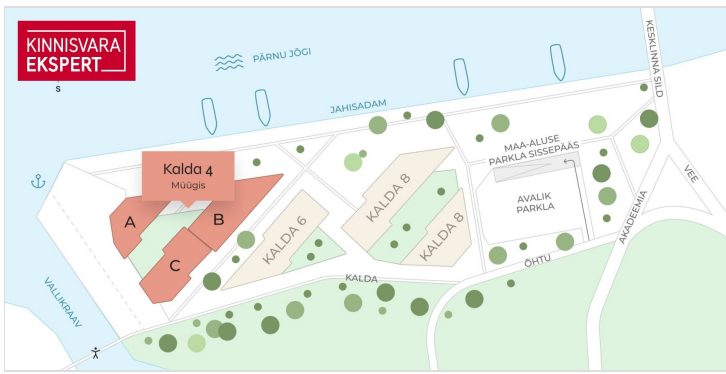 KINNISVARA
EKSPERT
S
PÄRNU JÕGI
JAHISADAM
KESKLINNA SILD
MAA-ALUSE
PARKLA SISSEPÄÄS
Kalda 4
Müügis
A
B
C
KALDA 6
KALDA 8
KALDA 8
AVALIK
PARKLA
VEE
AKADEEMIA
ÕHTU
KALDA
VALLIKRAAV